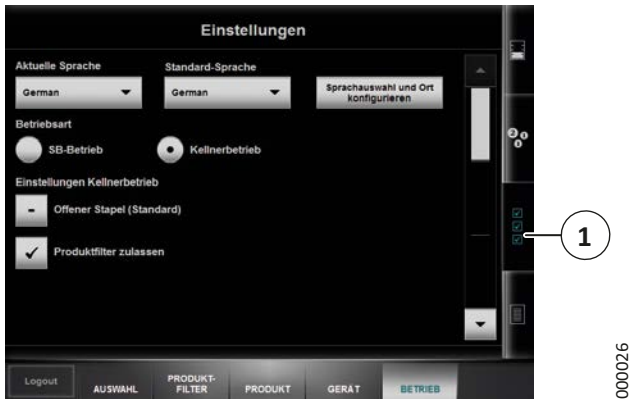 Einstellungen
Aktuelle Sprache
Standard-Sprache
German
German
Sprachauswahl und Ort
konfigurieren
Betriebsart
SB-Betrieb
Kellnerbetrieb
Einstellungen Kellnerbetrieb
Offener Stapel (Standard)
Produktfilter zulassen
1
Logout
AUSWAHL
PRODUKT-
FILTER
PRODUKT
GERÄT
BETRIEB
000026